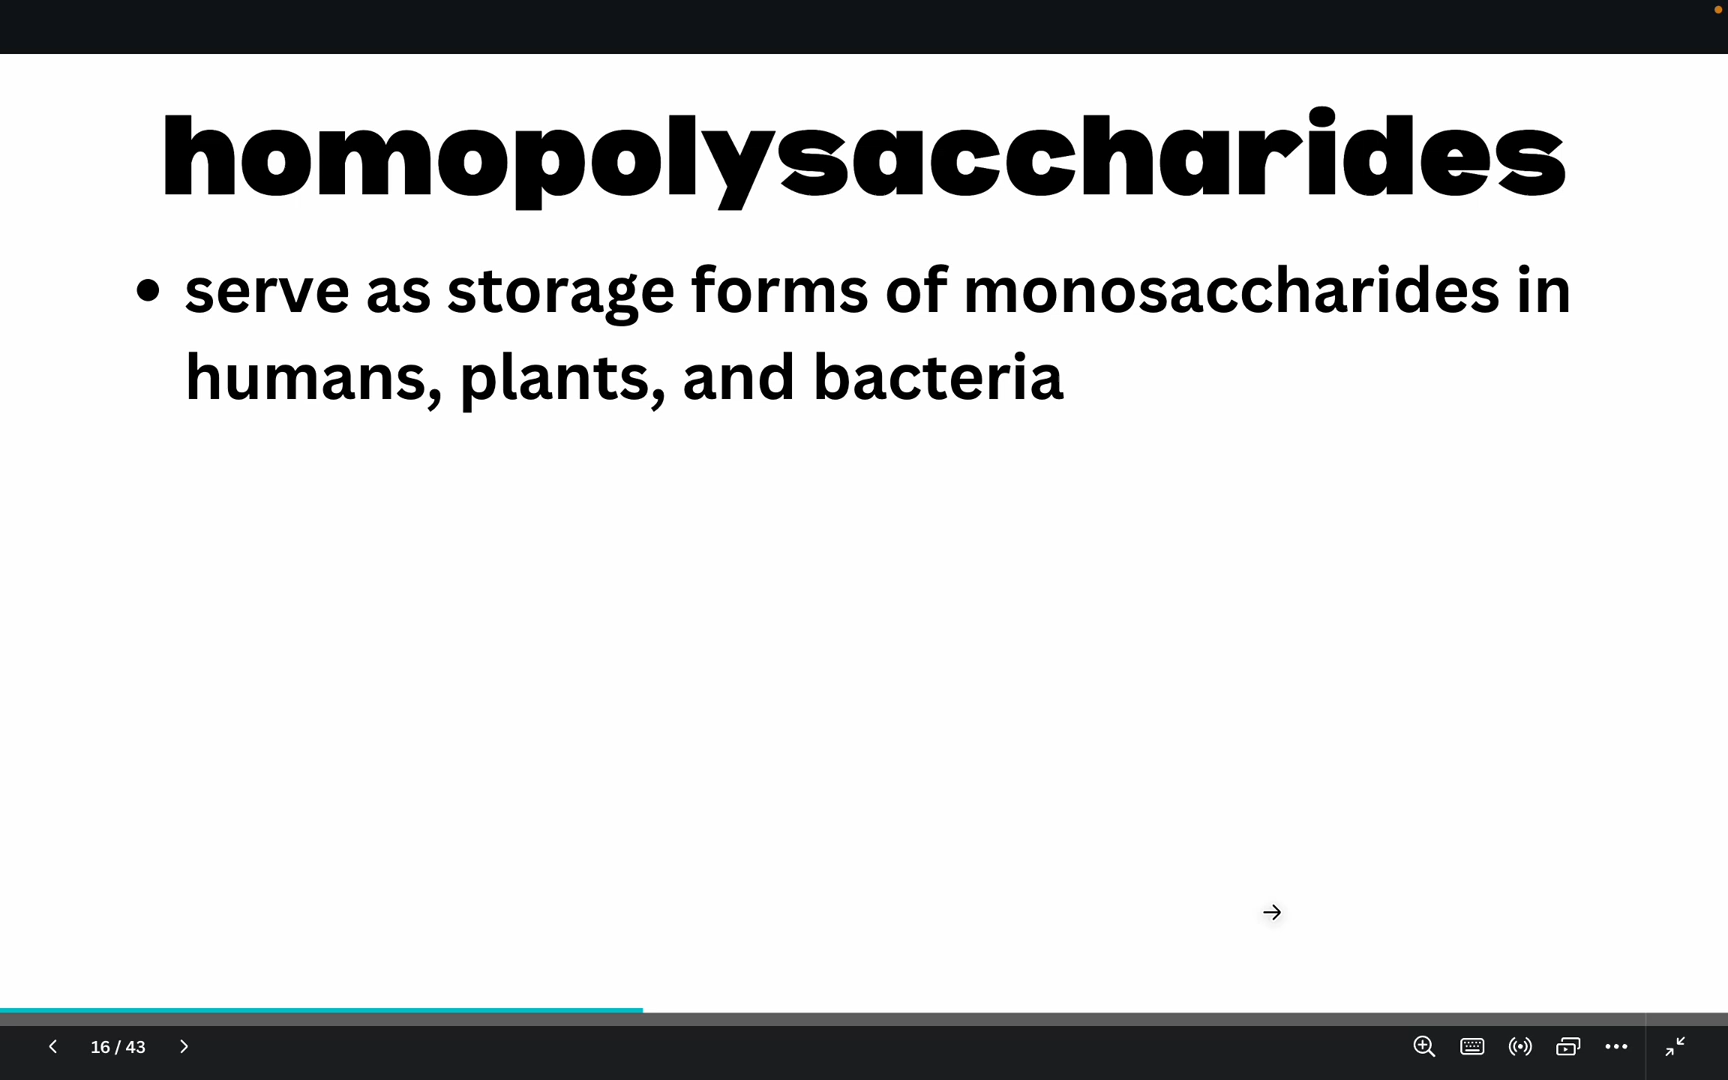 homopolysaccharides
• serve as storage forms of monosaccharides in
humans, plants, and bacteria
16 / 43